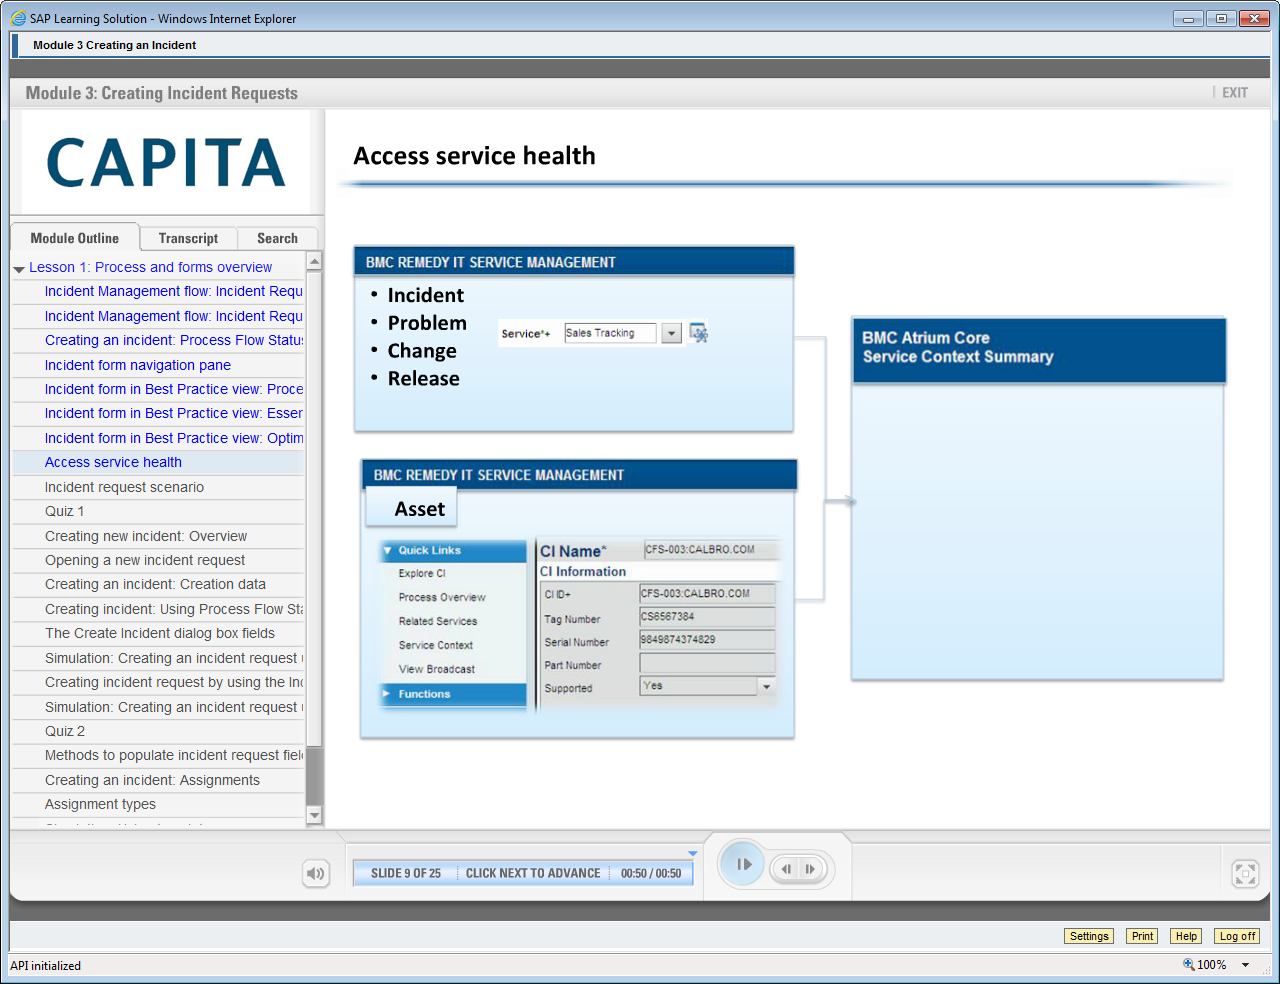 SAP Learning Solution - Windows Internet Explorer
Module 3 Creating an Incident
Module 3: Creating Incident Requests
EXIT
CAPITA
Module Outline
Transcript
Search
Lesson 1: Process and forms overview
Incident Management flow: Incident Requ
Incident Management flow: Incident Requ
Creating an incident: Process Flow Status
Incident form navigation pane
Incident form in Best Practice view: Proce
Incident form in Best Practice view: Essen
Incident form in Best Practice view: Optim
Access service health
Incident request scenario
Quiz 1
Creating new incident: Overview
Opening a new incident request
Creating an incident: Creation data
Creating incident: Using Process Flow Sta
The Create Incident dialog box fields
Simulation: Creating an incident request
Creating incident request by using the Inc
Simulation: Creating an incident request
Quiz 2
Methods to populate incident request field
Creating an incident: Assignments
Assignment types
Access service health
BMC REMEDY IT SERVICE MANAGEMENT
• Incident
• Problem
• Change
• Release
Service*+
Sales Tracking
BMC REMEDY IT SERVICE MANAGEMENT
Asset
Quick Links
Explore CI
Process Overview
Related Services
Service Context
View Broadcast
Functions
CI Name*
CFS-003:CALBRO.COM
CI Information
CI ID+
CFS-003:CALBRO.COM
Tag Number
CS6567384
Serial Number
9849874374829
Part Number
Supported
Yes
BMC Atrium Core
Service Context Summary
SLIDE 9 OF 25
CLICK NEXT TO ADVANCE
00:50 / 00:50
Settings
Print
Help
Log off
API initialized
100%